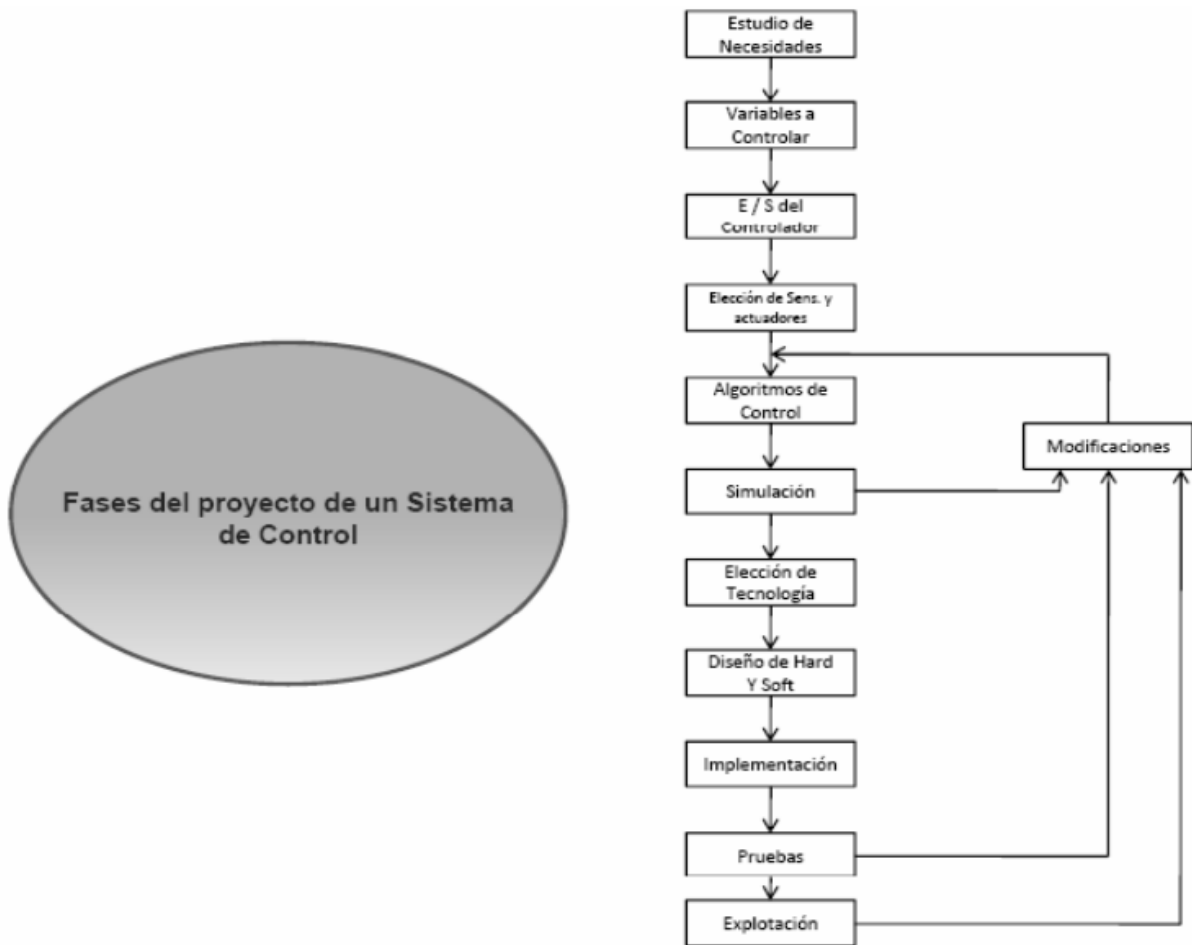 Fases del proyecto de un Sistema
de Control
Estudio de
Necesidades
Variables a
Controlar
E / S del
Controlador
Elección de Sens. y
actuadores
Algoritmos de
Control
Modificaciones
Simulación
Elección de
Tecnología
Diseño de Hard
Y Soft
Implementación
Pruebas
Explotación